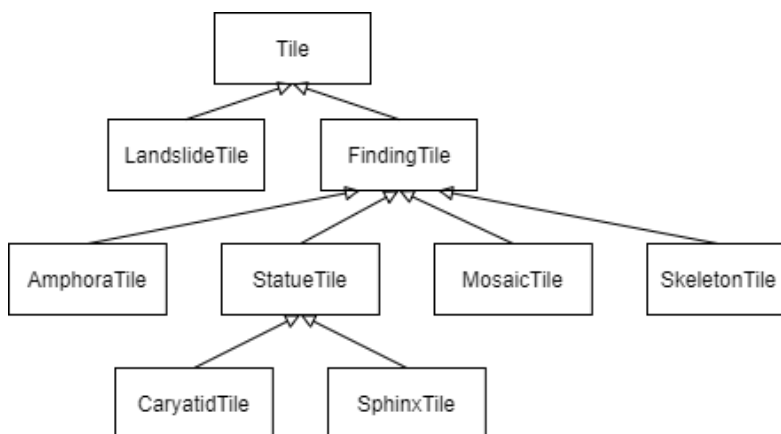 Tile
LandslideTile
FindingTile
AmphoraTile
StatueTile
MosaicTile
SkeletonTile
CaryatidTile
SphinxTile